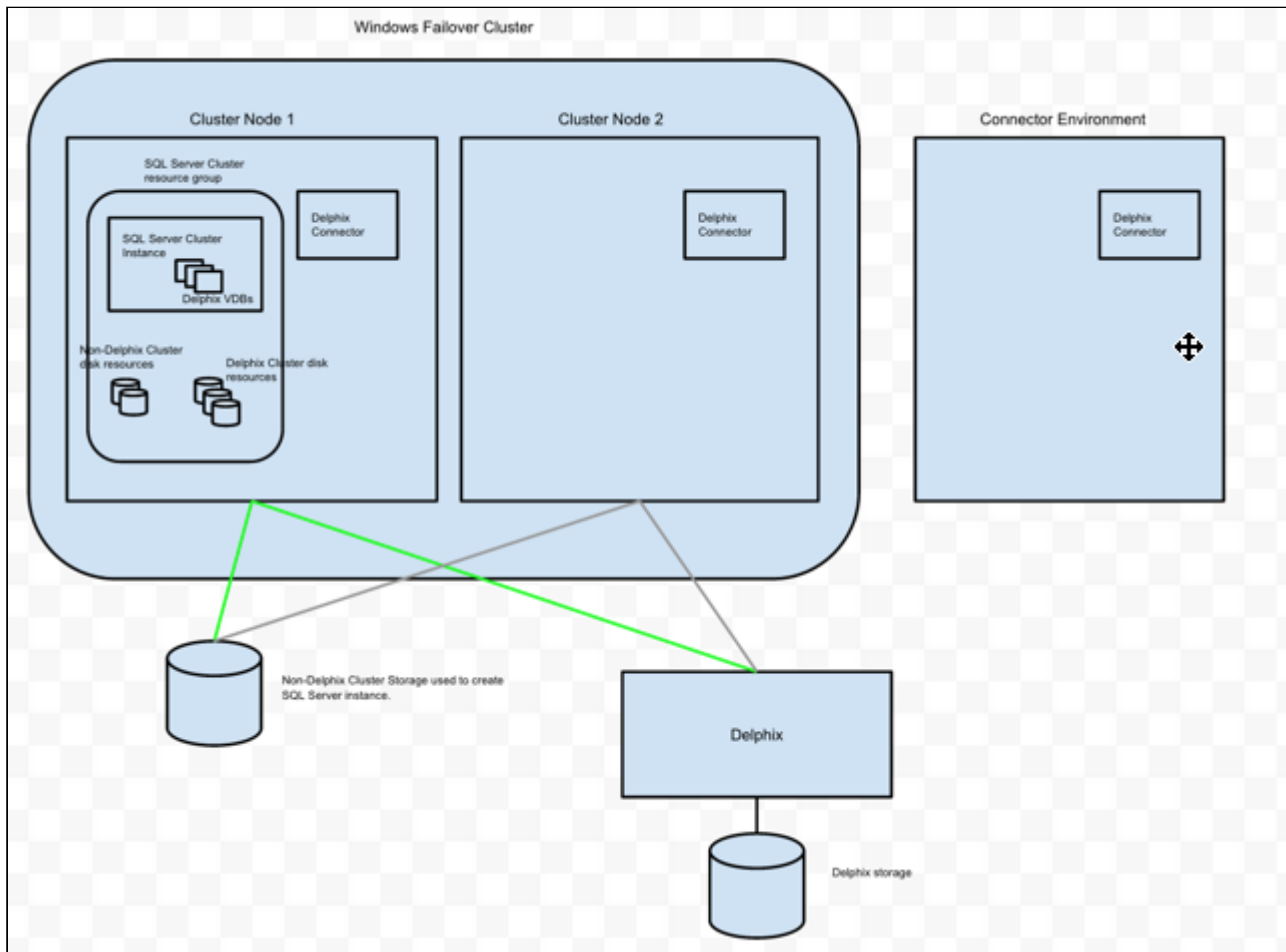 Windows Failover Cluster
Cluster Node 1
Cluster Node 2
Connector Environment
SQL Server Cluster
resource group
Delphix
Connector
Delphix
Connector
Delphix
Connector
SQL Server Cluster
Instance
Delphix VDBs
Non-Delphix Cluster
disk resources
Delphix Cluster disk
resources
Non-Delphix Cluster Storage used to create
SQL Server instance.
Delphix
Delphix storage